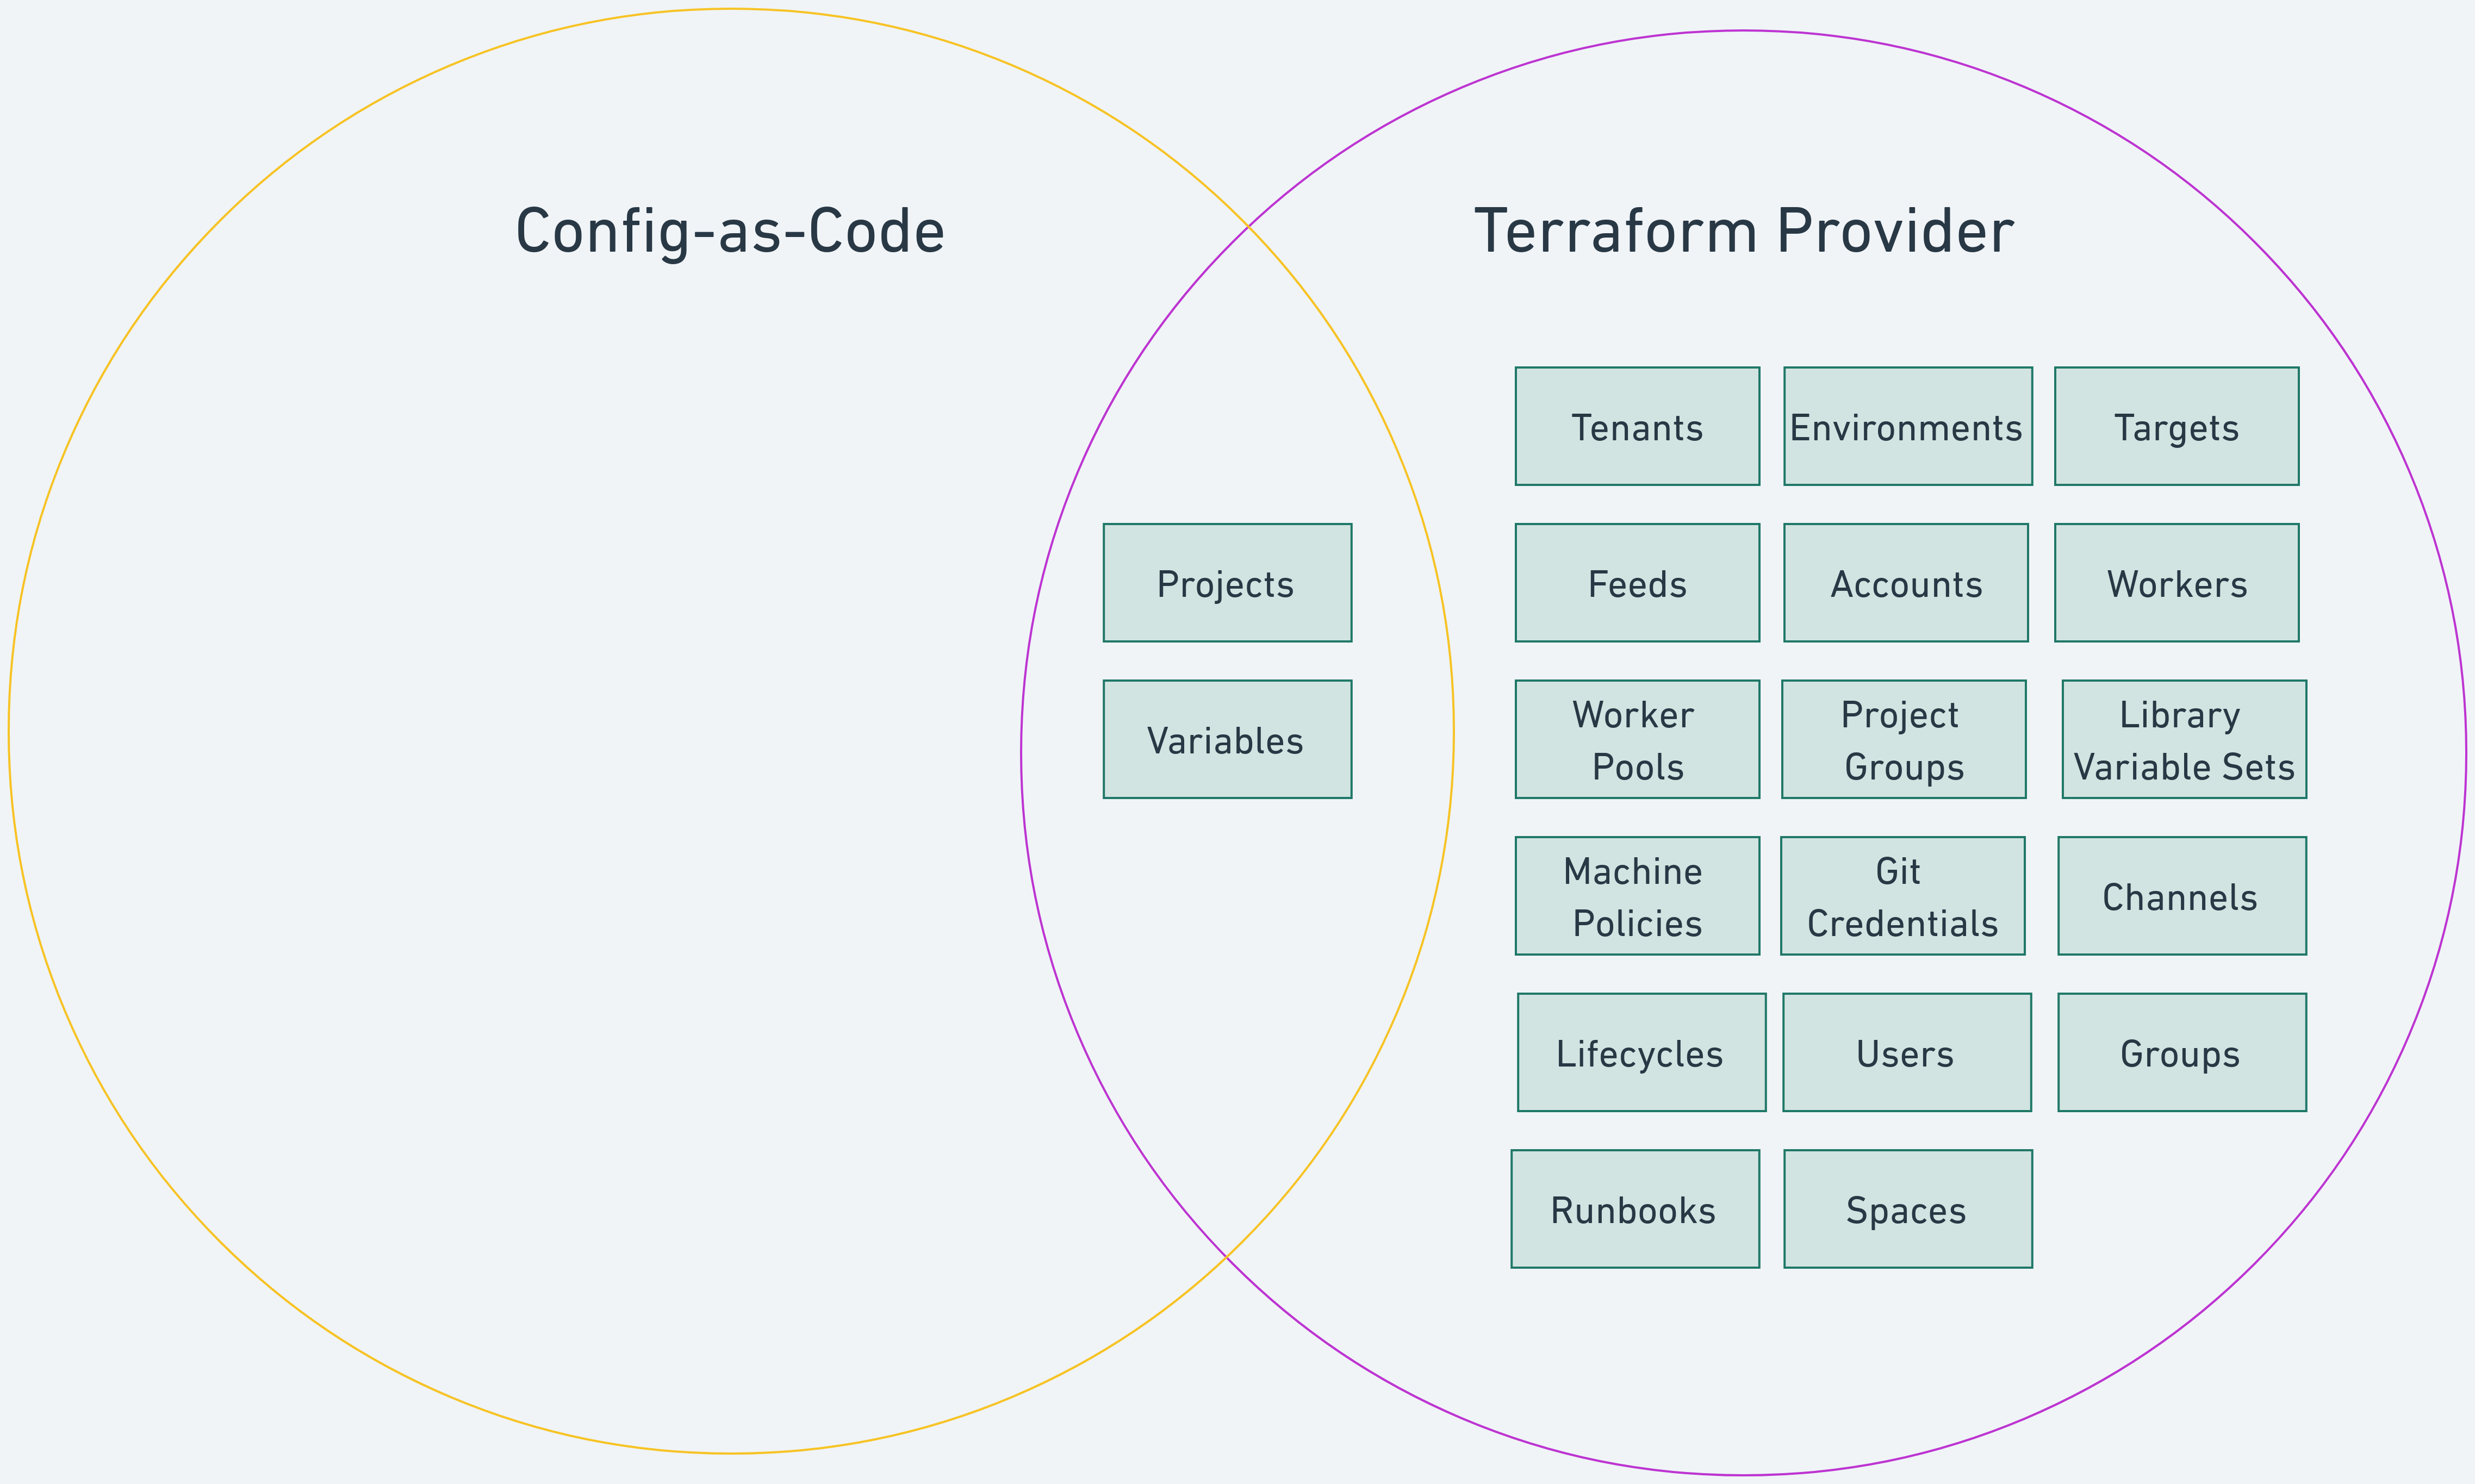 Config-as-Code
Terraform Provider
Projects
Variables
Tenants
Environments
Targets
Feeds
Accounts
Workers
Worker
Pools
Project
Groups
Library
Variable Sets
Machine
Policies
Git
Credentials
Channels
Lifecycles
Users
Groups
Runbooks
Spaces